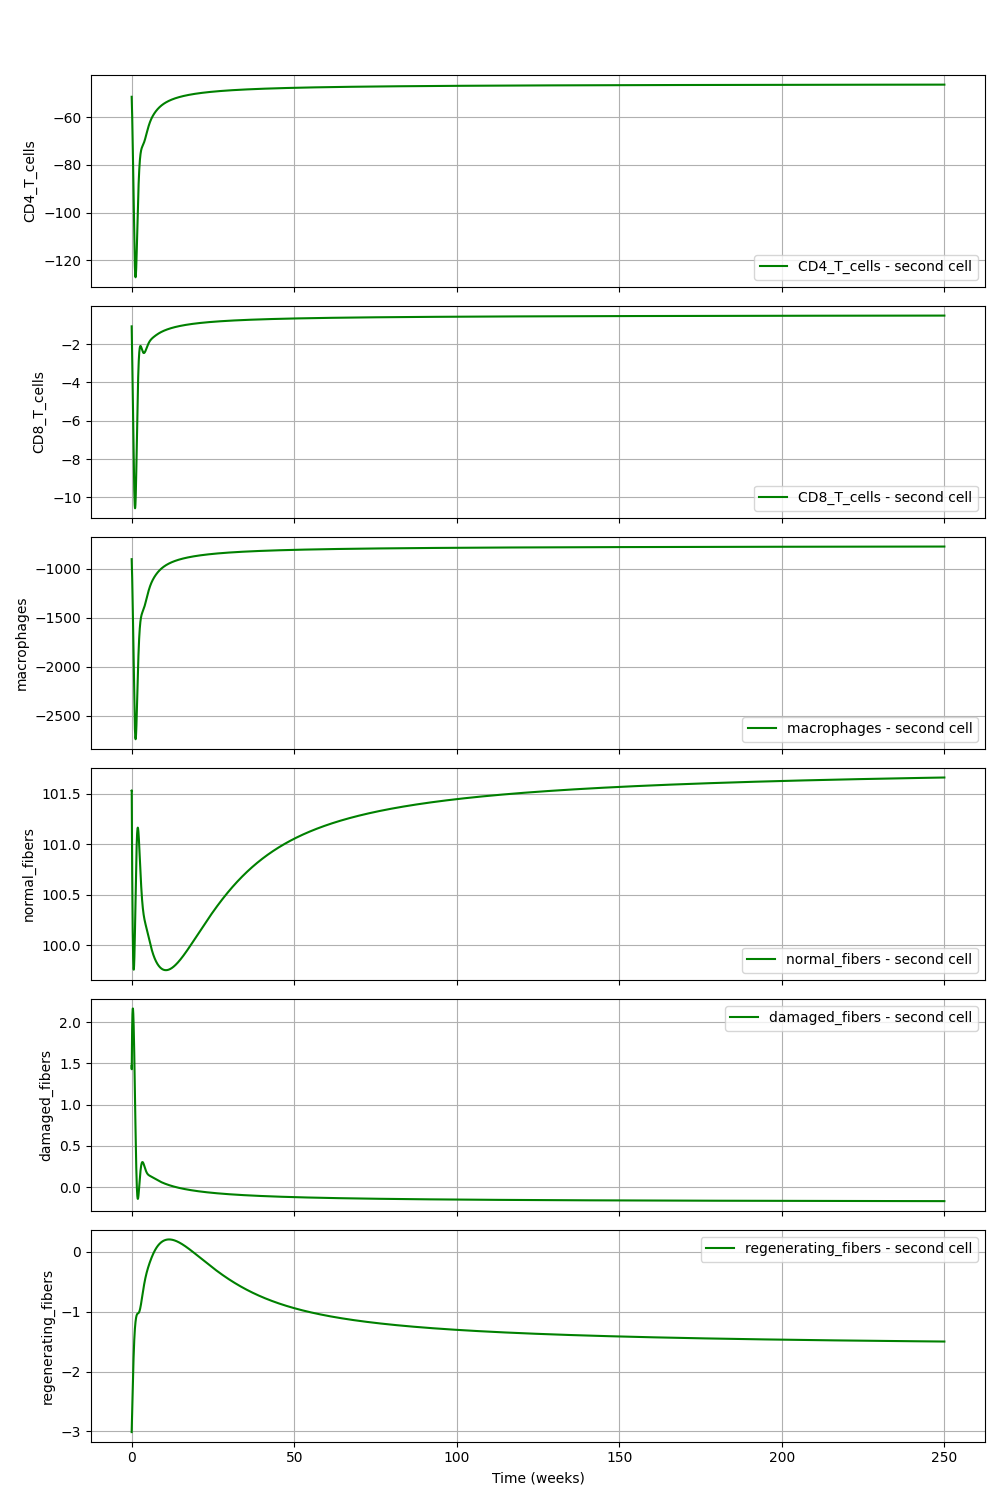 CD4_T_cells
−60
−80
−100
−120
CD4_T_cells - second cell
CD8_T_cells
−2
−4
−6
−8
−10
CD8_T_cells - second cell
macrophages
−1000
−1500
−2000
−2500
macrophages - second cell
normal_fibers
101.5
101.0
100.5
100.0
normal_fibers - second cell
damaged_fibers
2.0
1.5
1.0
0.5
0.0
damaged_fibers - second cell
regenerating_fibers
0
−1
−2
−3
regenerating_fibers - second cell
0 50 100 150 200 250
Time (weeks)